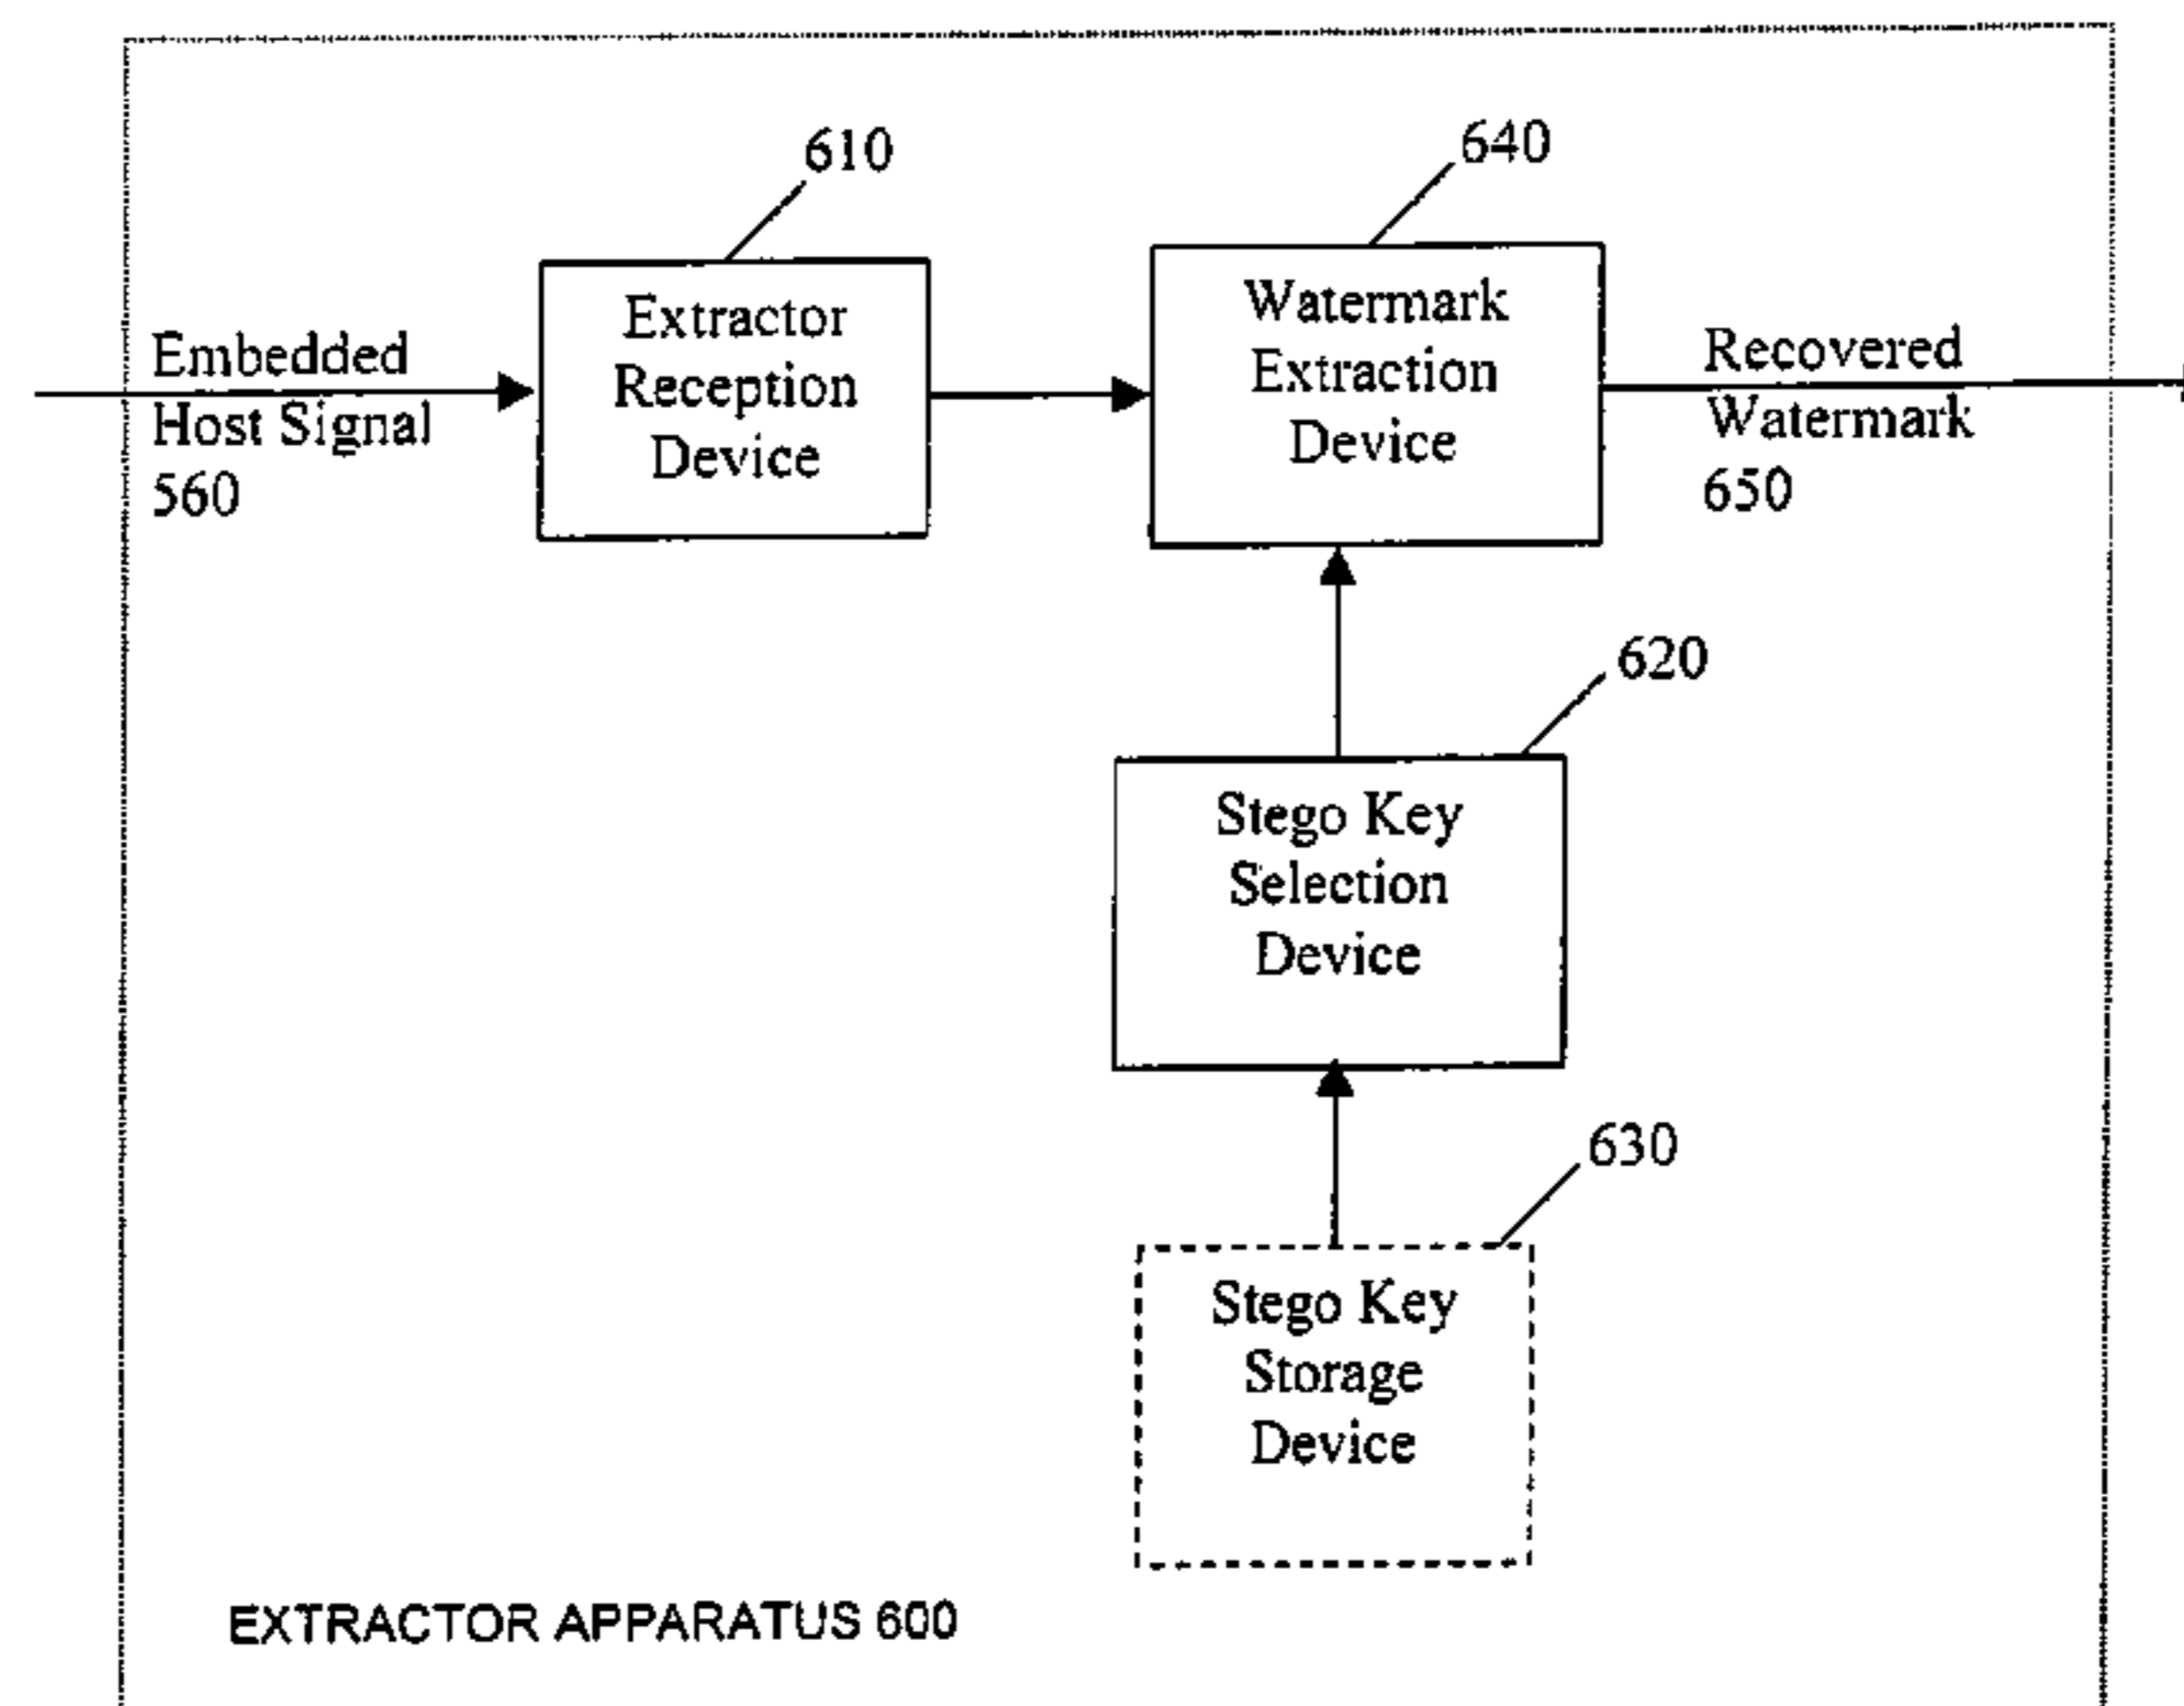 610
640
Embedded
Host Signal
560
Extractor
Reception
Device
Watermark
Extraction
Device
Recovered
Watermark
650
620
Stego Key
Selection
Device
630
Stego Key
Storage
Device
EXTRACTOR APPARATUS 600